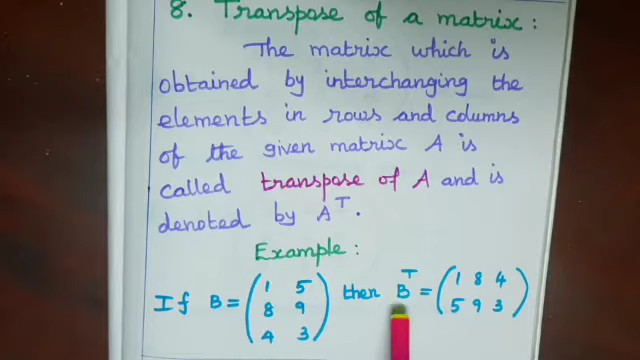 8. Transpose of a matrix:
The matrix which is
obtained by interchanging the
elements in rows and columns
of the given matrix A is
called transpose of A and is
denoted by Aᵀ.
Example:
If B = (1 5
8 9
4 3) then Bᵀ = (1 8 4
5 9 3)